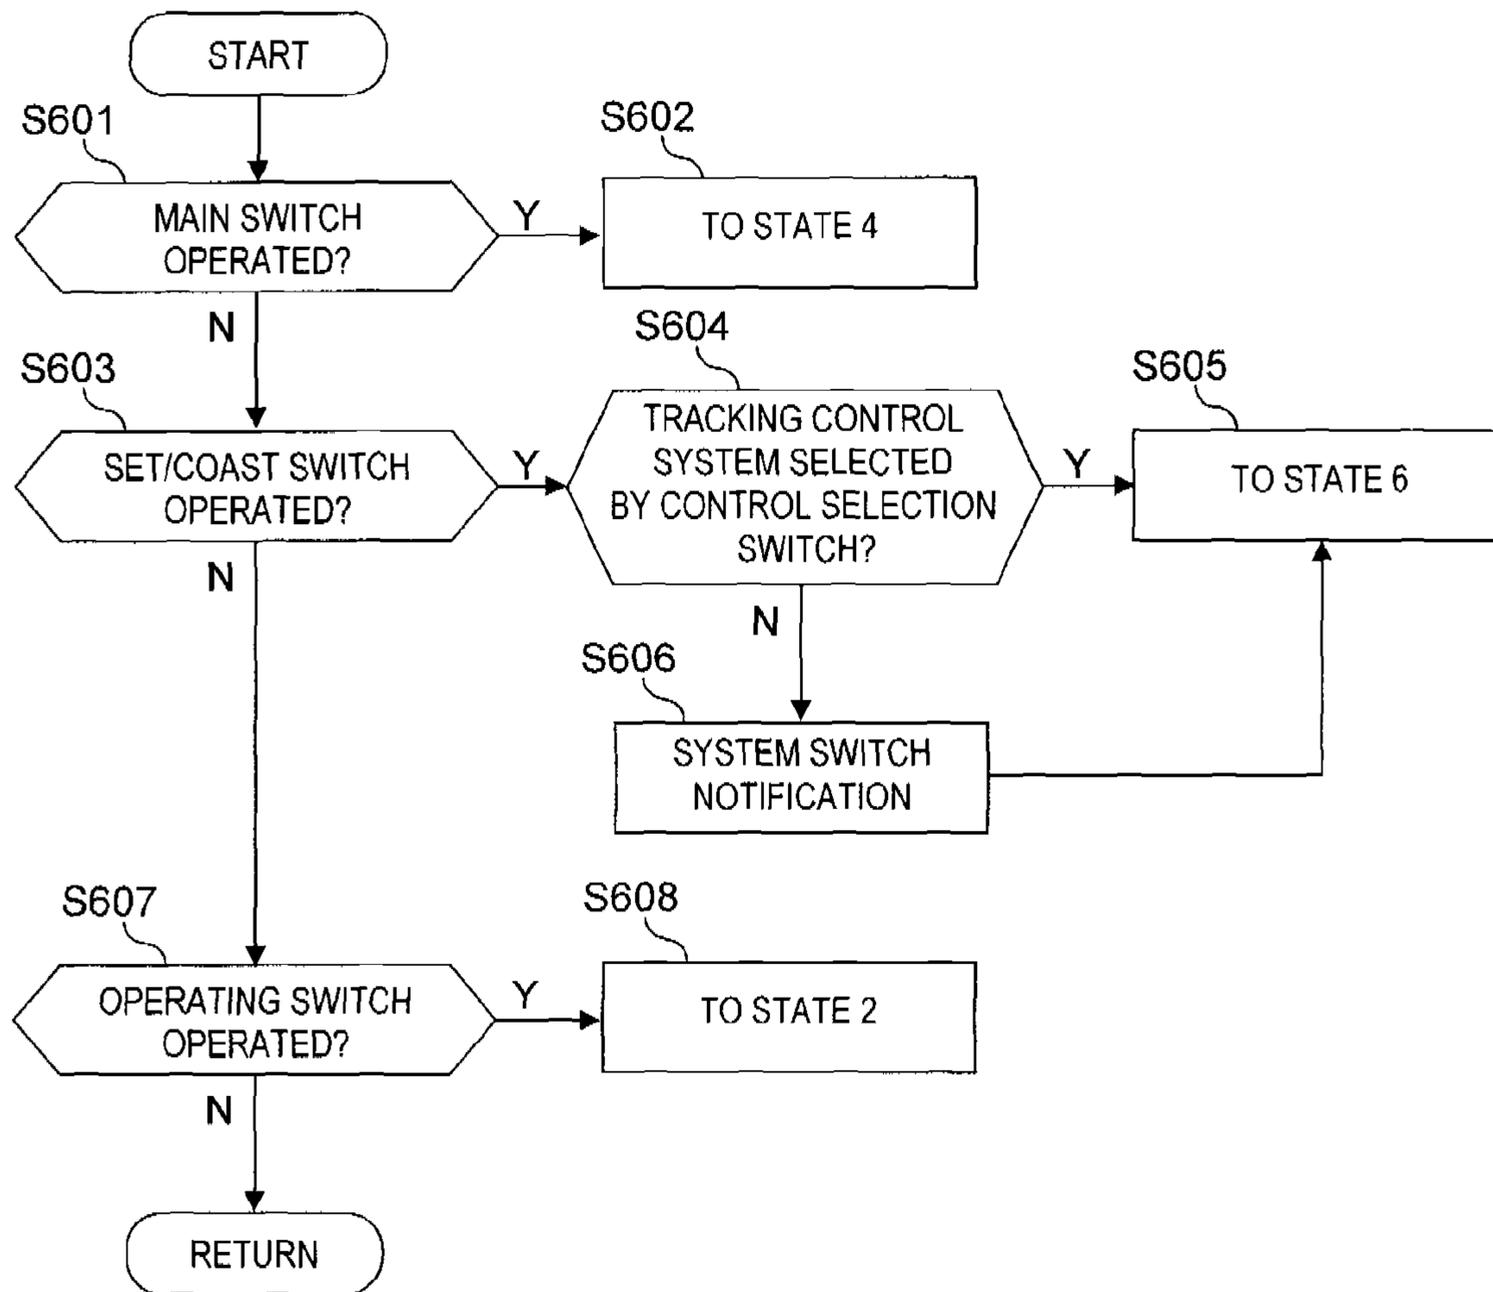 START
S601
S602
MAIN SWITCH
OPERATED?
Y
TO STATE 4
N
S603
S604
S605
SET/COAST SWITCH
OPERATED?
Y
TRACKING CONTROL
SYSTEM SELECTED
BY CONTROL SELECTION
SWITCH?
Y
TO STATE 6
N
N
S606
SYSTEM SWITCH
NOTIFICATION
S607
S608
OPERATING SWITCH
OPERATED?
Y
TO STATE 2
N
RETURN